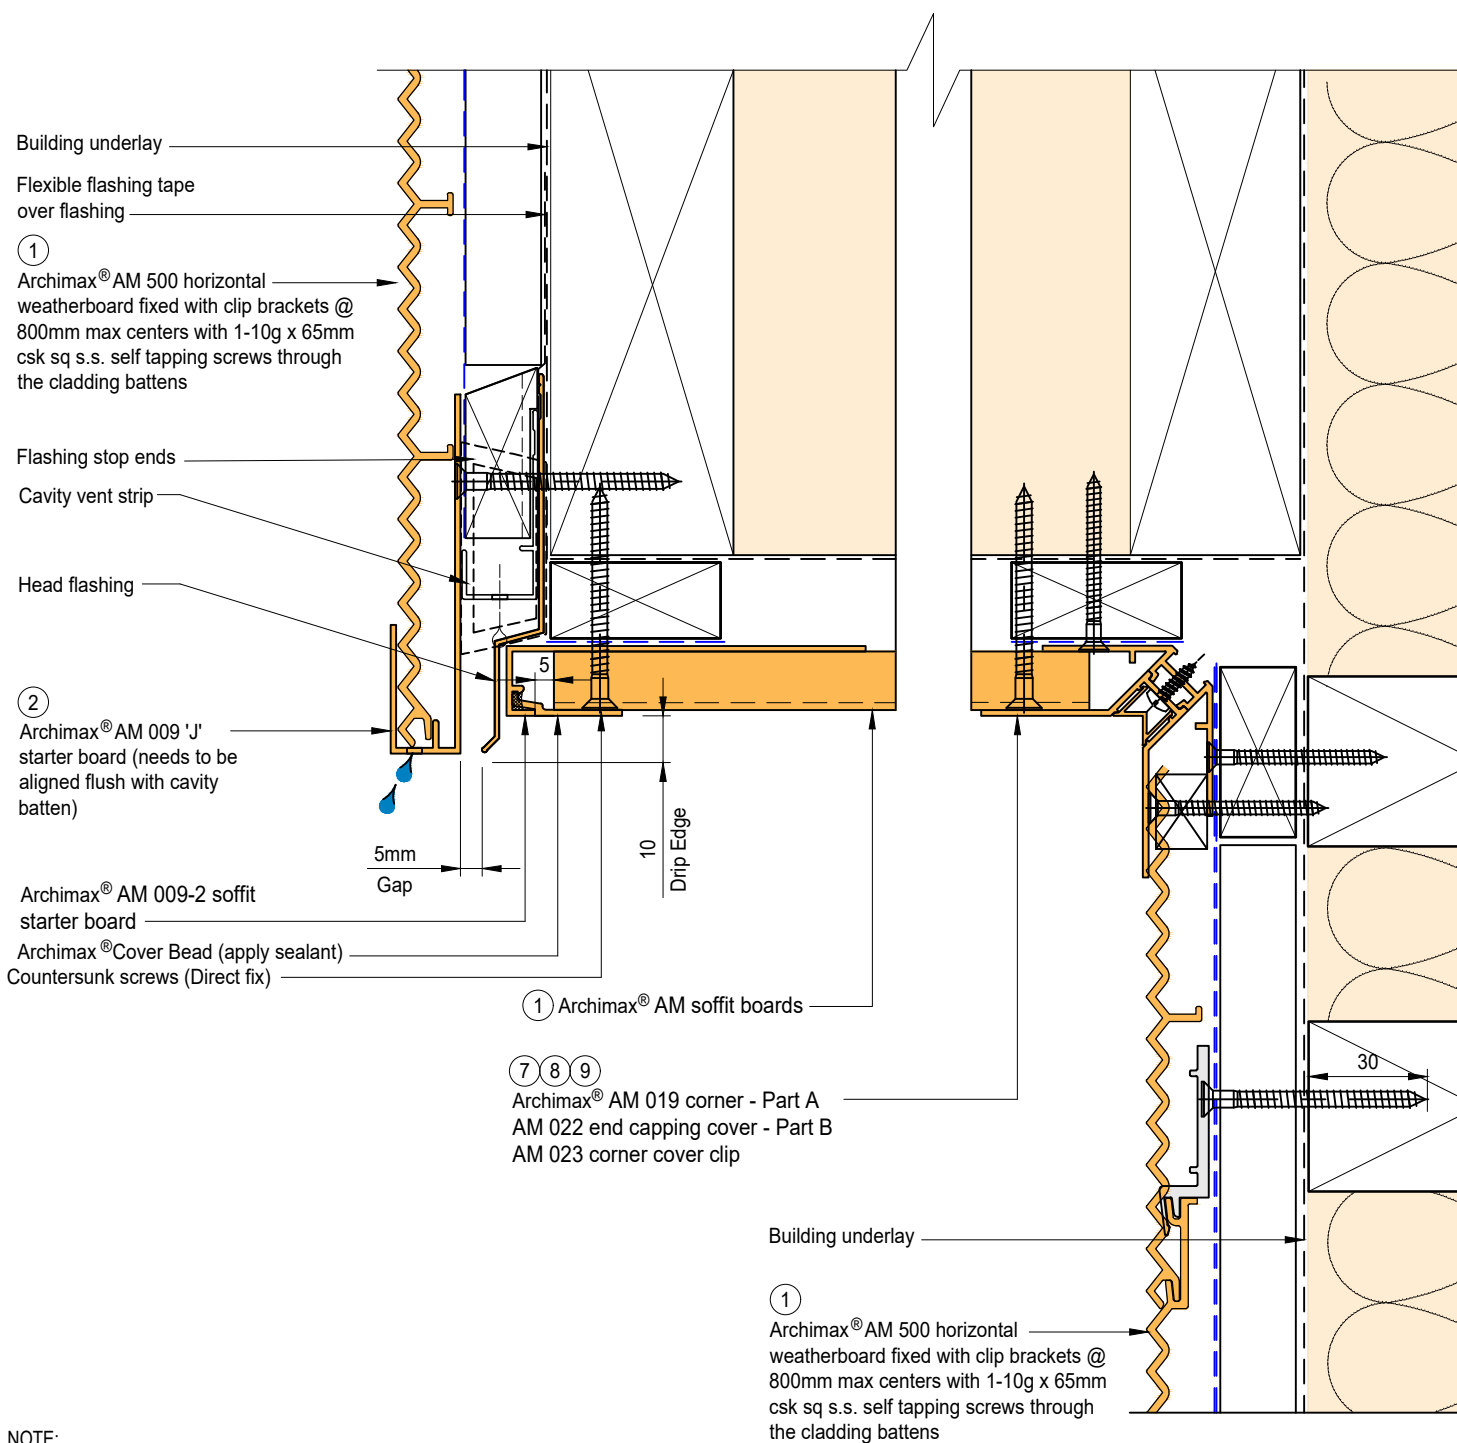 Building underlay
Flexible flashing tape
over flashing
1
Archimax® AM 500 horizontal
weatherboard fixed with clip brackets @
800mm max centers with 1-10g x 65mm
csk sq s.s. self tapping screws through
the cladding battens
Flashing stop ends
Cavity vent strip
Head flashing
2
Archimax® AM 009 'J'
starter board (needs to be
aligned flush with cavity
batten)
5
5mm
Gap
10
Drip Edge
Archimax® AM 009-2 soffit
starter board
Archimax® Cover Bead (apply sealant)
Countersunk screws (Direct fix)
1 Archimax® AM soffit boards
7 8 9
Archimax® AM 019 corner - Part A
AM 022 end capping cover - Part B
AM 023 corner cover clip
30
Building underlay
1
Archimax® AM 500 horizontal
weatherboard fixed with clip brackets @
800mm max centers with 1-10g x 65mm
csk sq s.s. self tapping screws through
the cladding battens
NOTE: